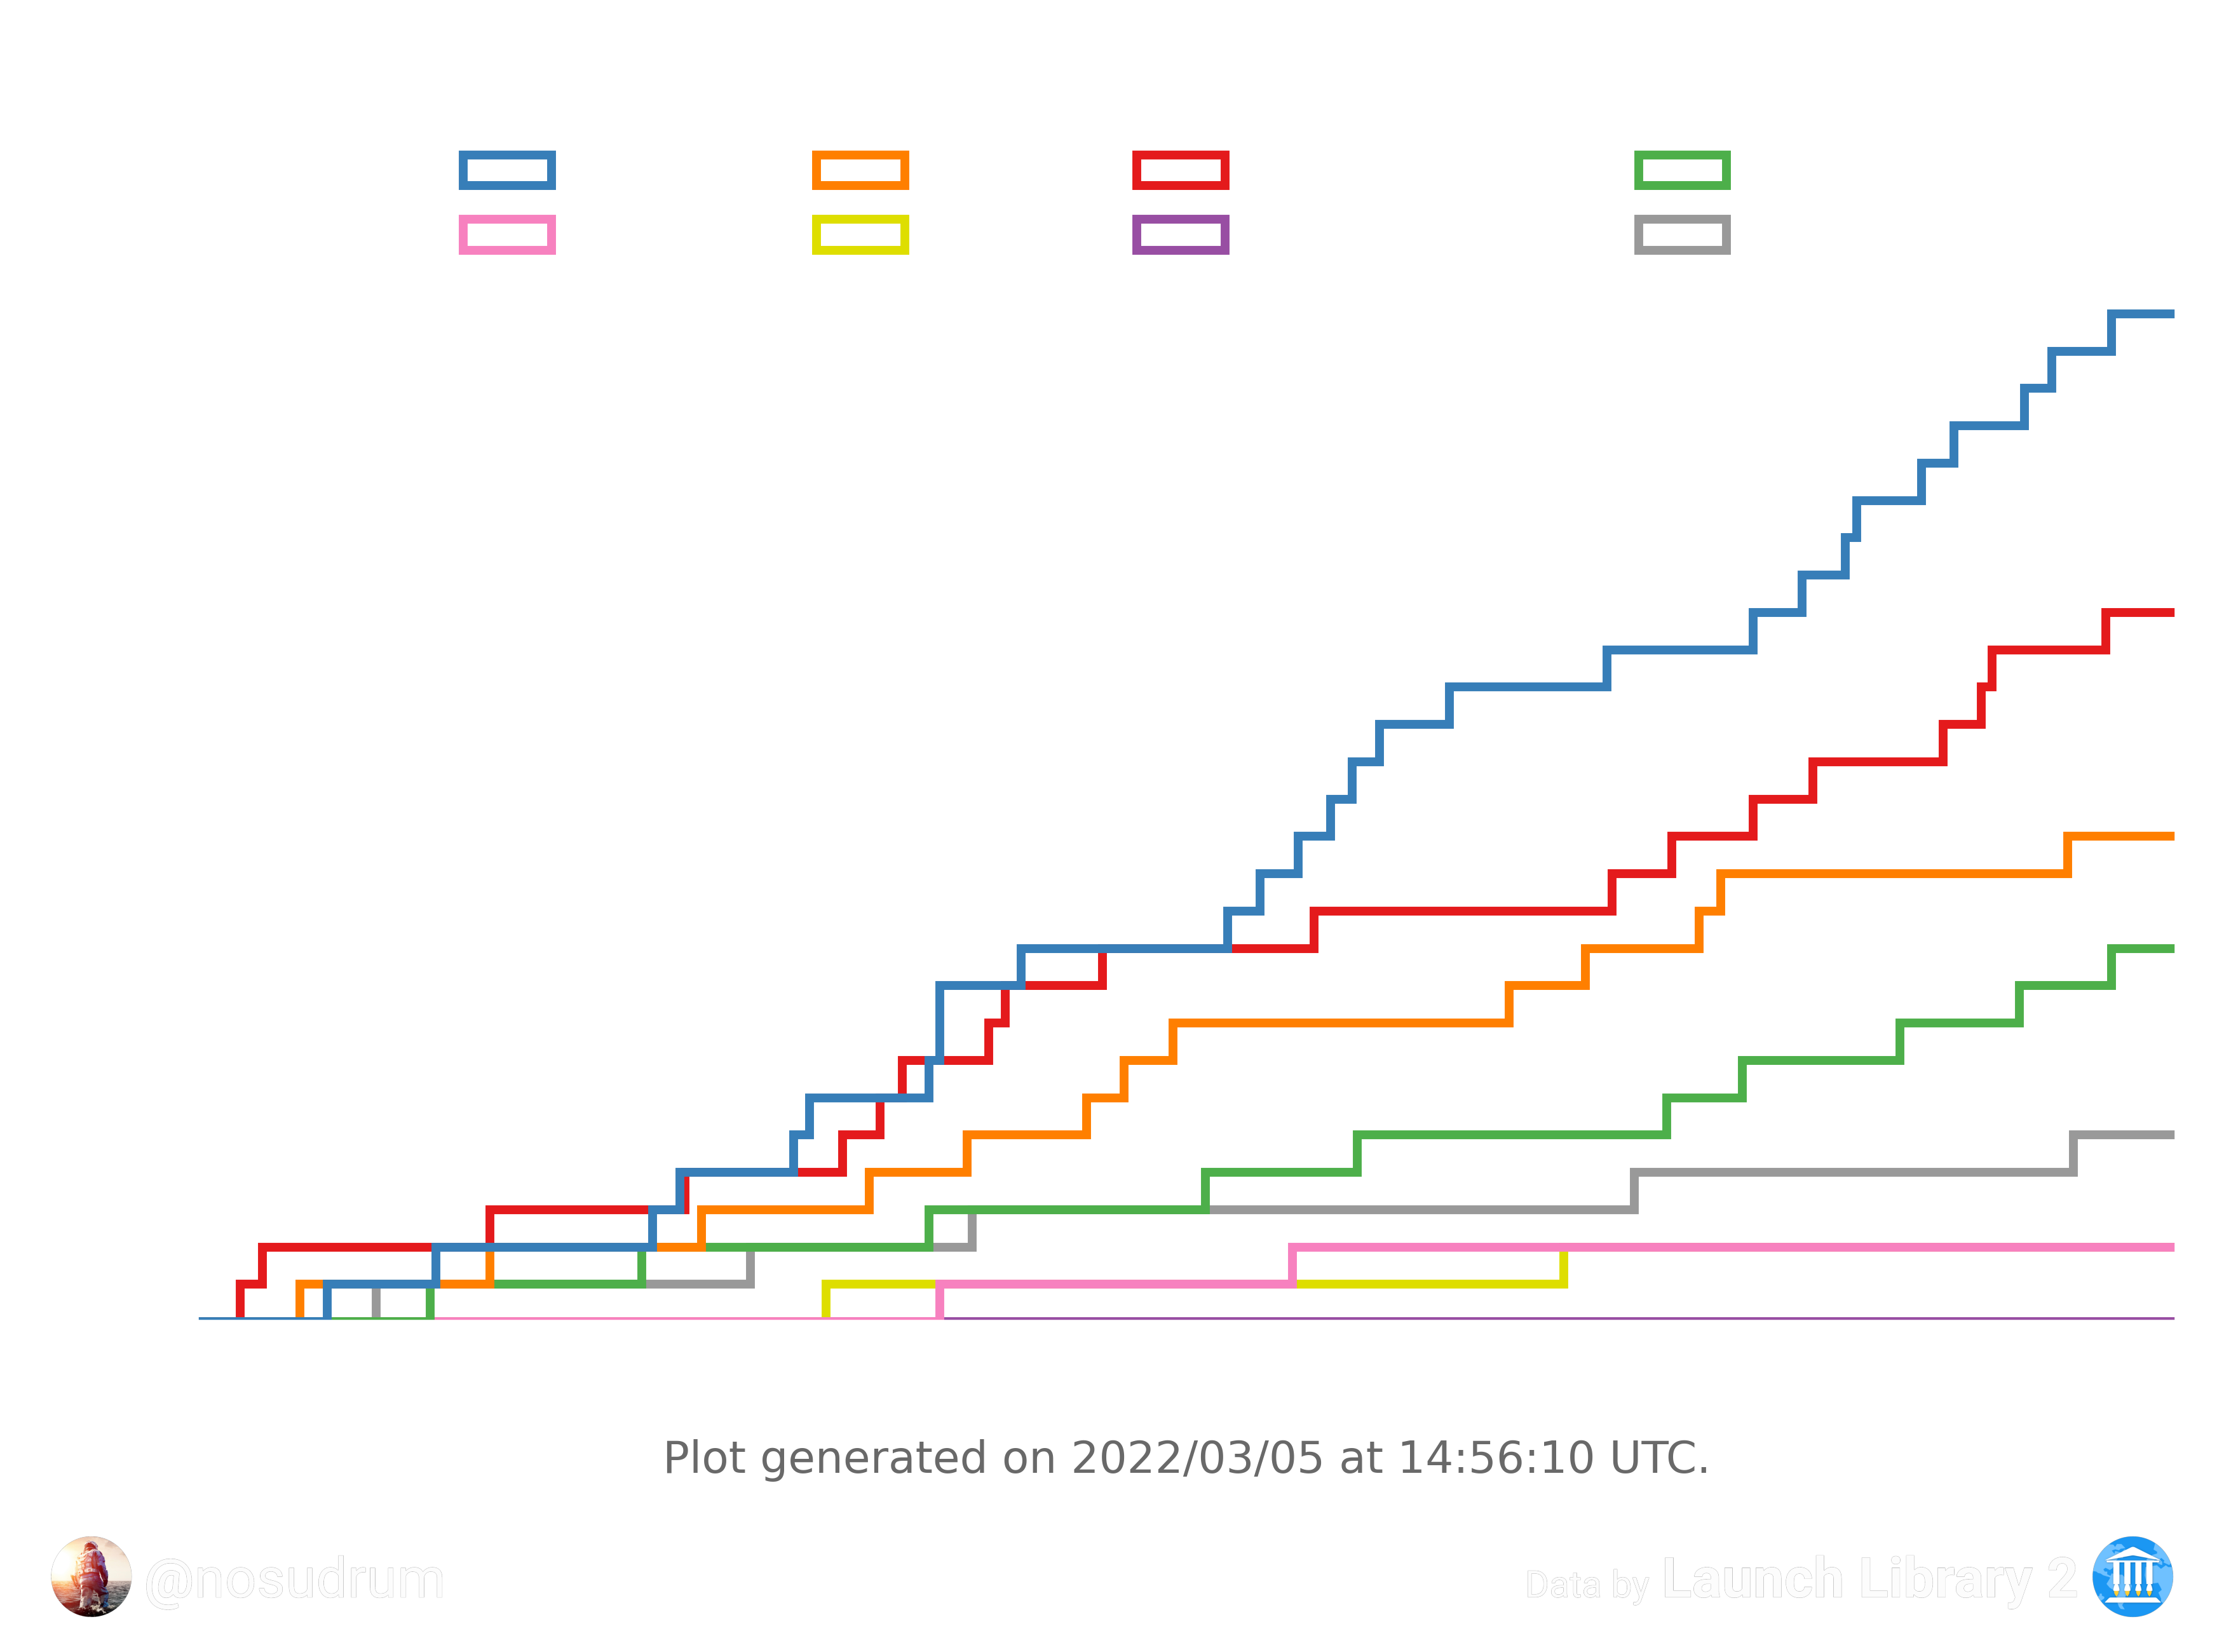 Plot generated on 2022/03/05 at 14:56:10 UTC.
@nosudrum
Data by Launch Library 2